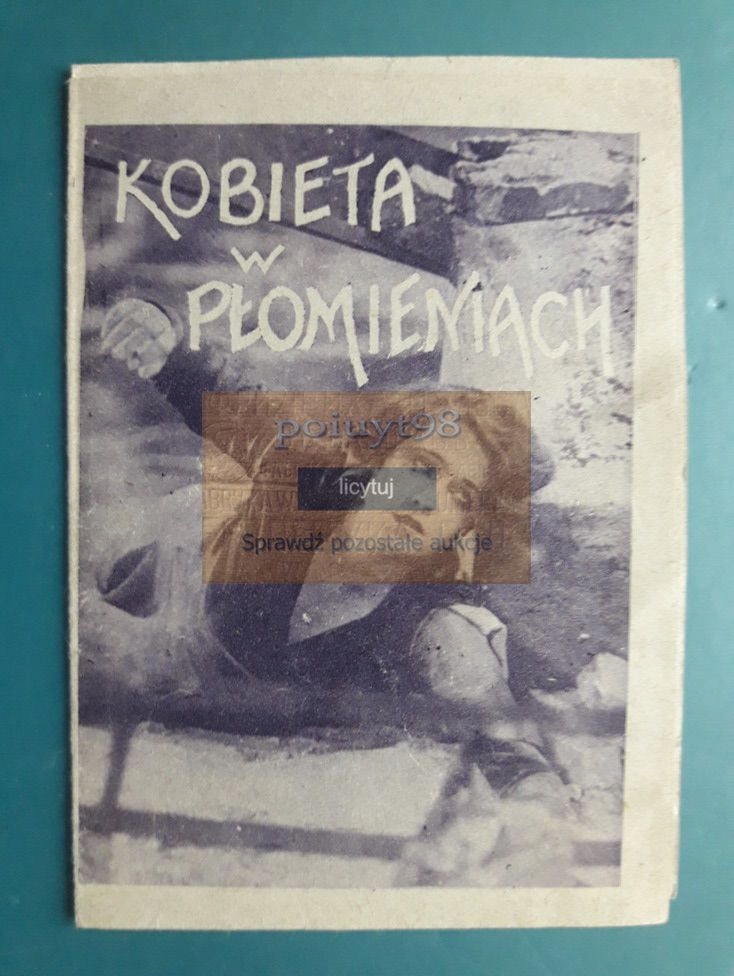 KOBIETA
w
PŁOMIENIACH
poiuyt98
licytuj
Sprawdź pozostałe aukcje